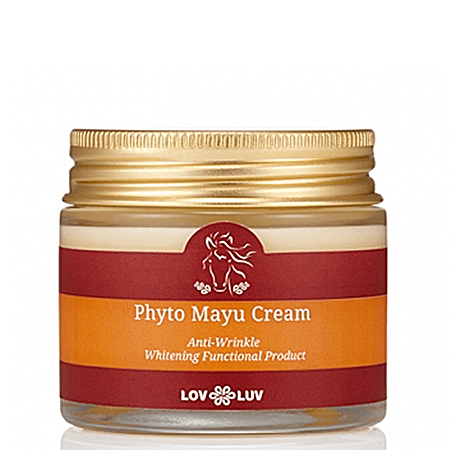 Phyto Mayu Cream
Anti-Wrinkle
Whitening Functional Product
LOV LUV